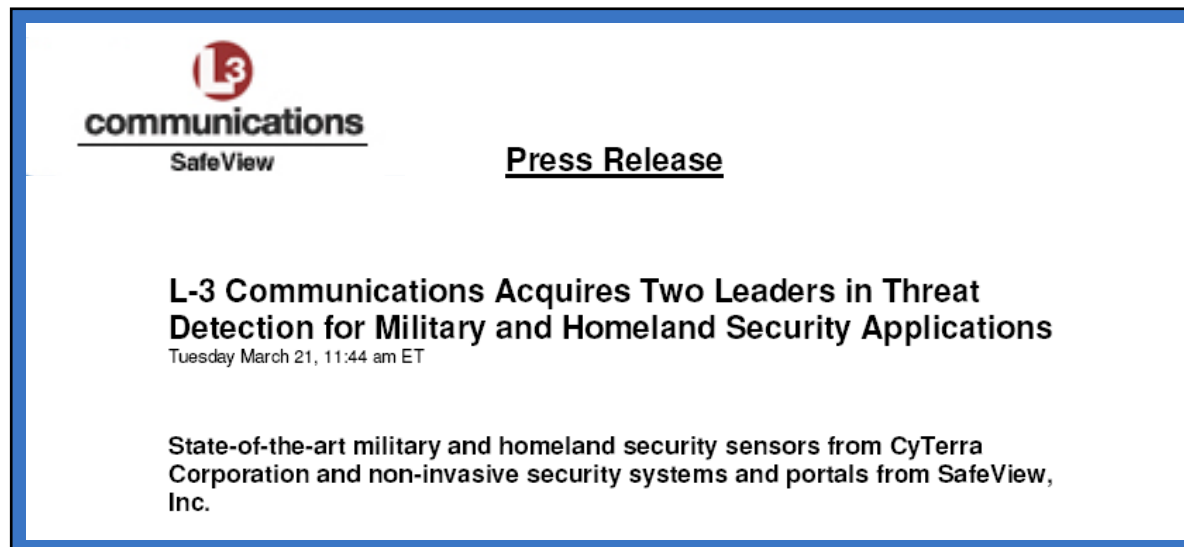 L3
communications
SafeView
Press Release
L-3 Communications Acquires Two Leaders in Threat
Detection for Military and Homeland Security Applications
Tuesday March 21, 11:44 am ET
State-of-the-art military and homeland security sensors from CyTerra
Corporation and non-invasive security systems and portals from SafeView,
Inc.